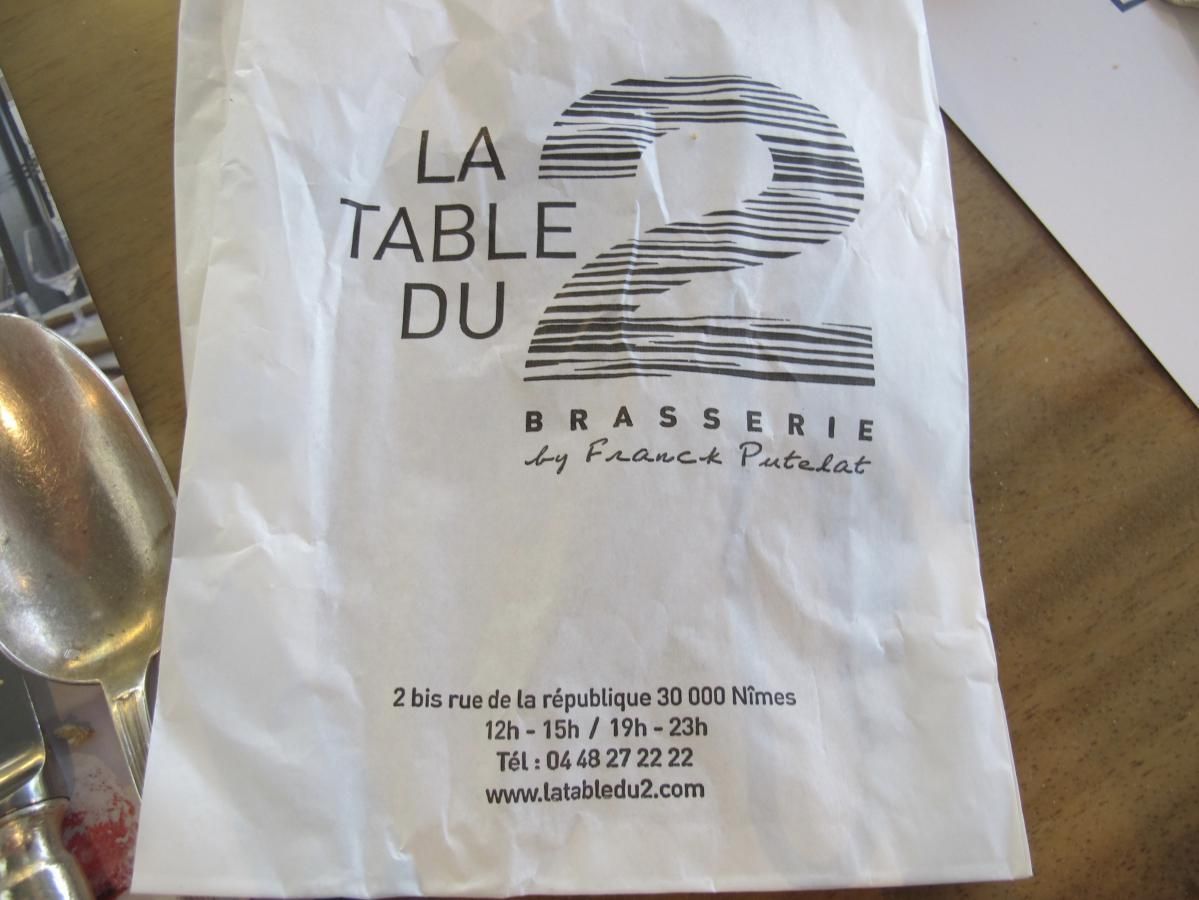 LA
TABLE
DU
2
BRASSERIE
by Franck Putelat
2 bis rue de la république 30 000 Nîmes
12h - 15h / 19h - 23h
Tél : 04 48 27 22 22
www.latabledu2.com